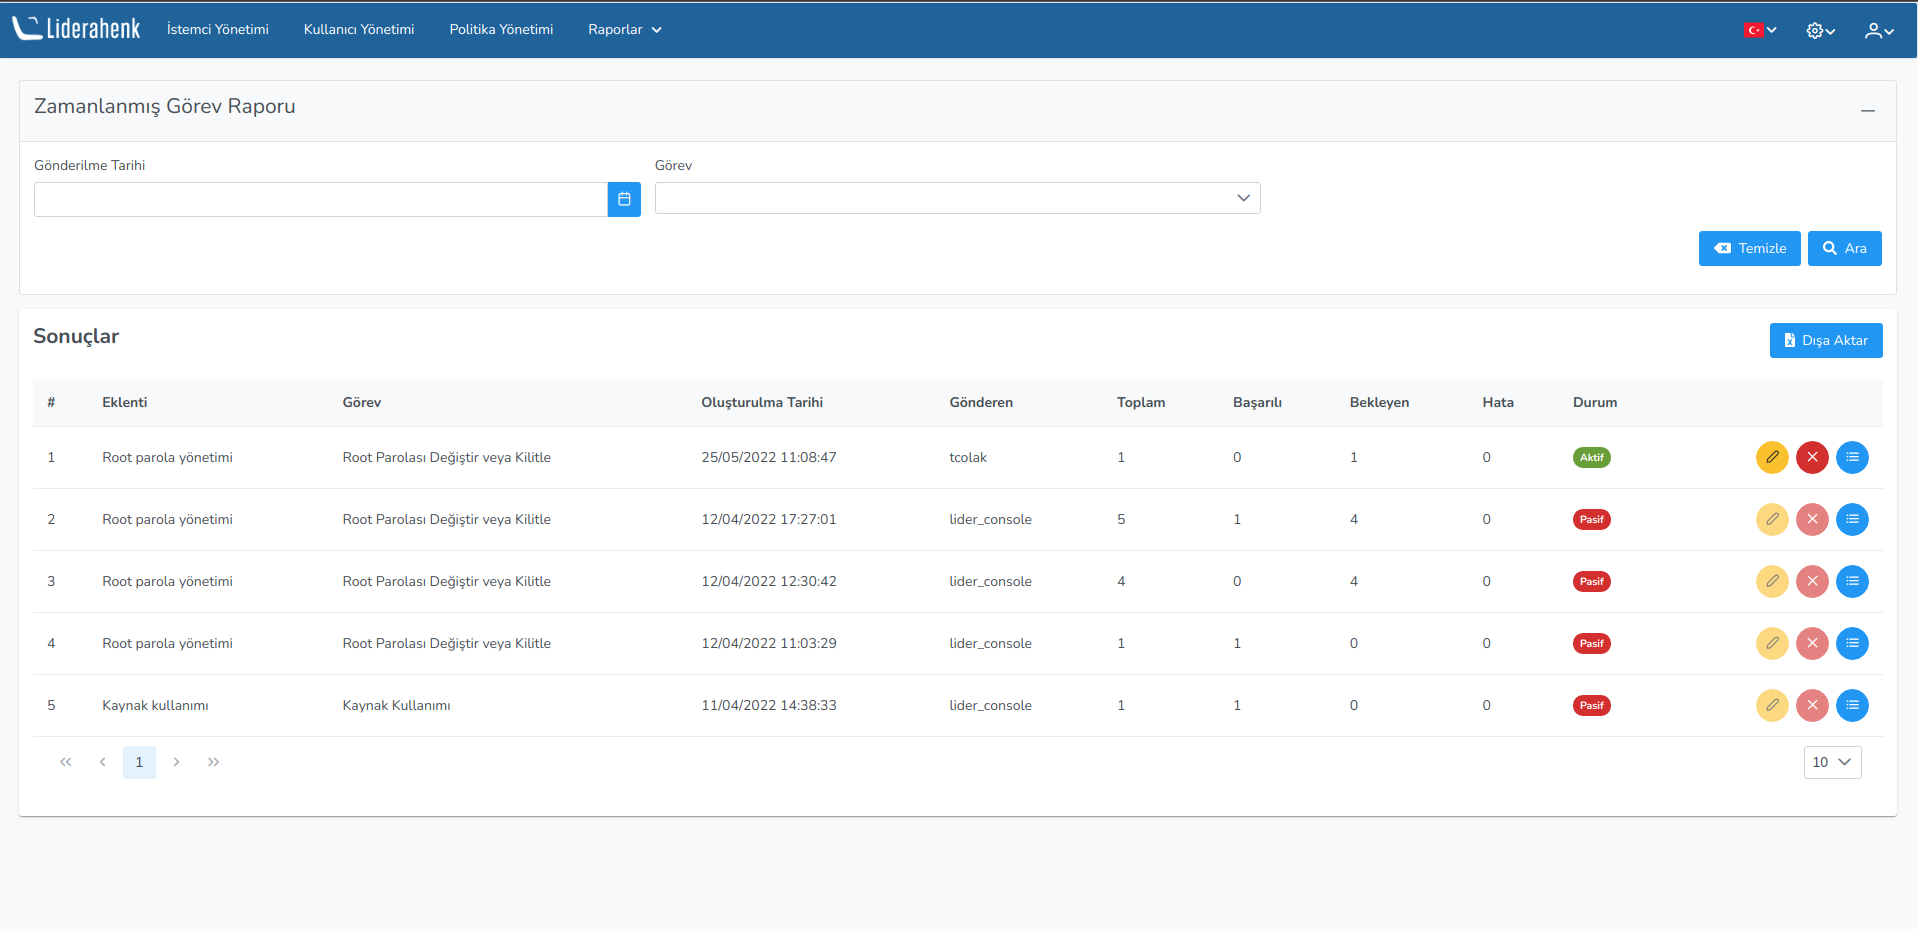 Liderahenk İstemci Yönetimi Kullanıcı Yönetimi Politika Yönetimi Raporlar
Zamanlanmış Görev Raporu
Gönderilme Tarihi Görev
Temizle Ara
Sonuçlar Dışa Aktar
# Eklenti Görev Oluşturulma Tarihi Gönderen Toplam Başarılı Bekleyen Hata Durum
1 Root parola yönetimi Root Parolası Değiştir veya Kilitle 25/05/2022 11:08:47 tcolak 1 0 1 0 Aktif
2 Root parola yönetimi Root Parolası Değiştir veya Kilitle 12/04/2022 17:27:01 lider_console 5 1 4 0 Pasif
3 Root parola yönetimi Root Parolası Değiştir veya Kilitle 12/04/2022 12:30:42 lider_console 4 0 4 0 Pasif
4 Root parola yönetimi Root Parolası Değiştir veya Kilitle 12/04/2022 11:03:29 lider_console 1 1 0 0 Pasif
5 Kaynak kullanımı Kaynak Kullanımı 11/04/2022 14:38:33 lider_console 1 1 0 0 Pasif
1 10